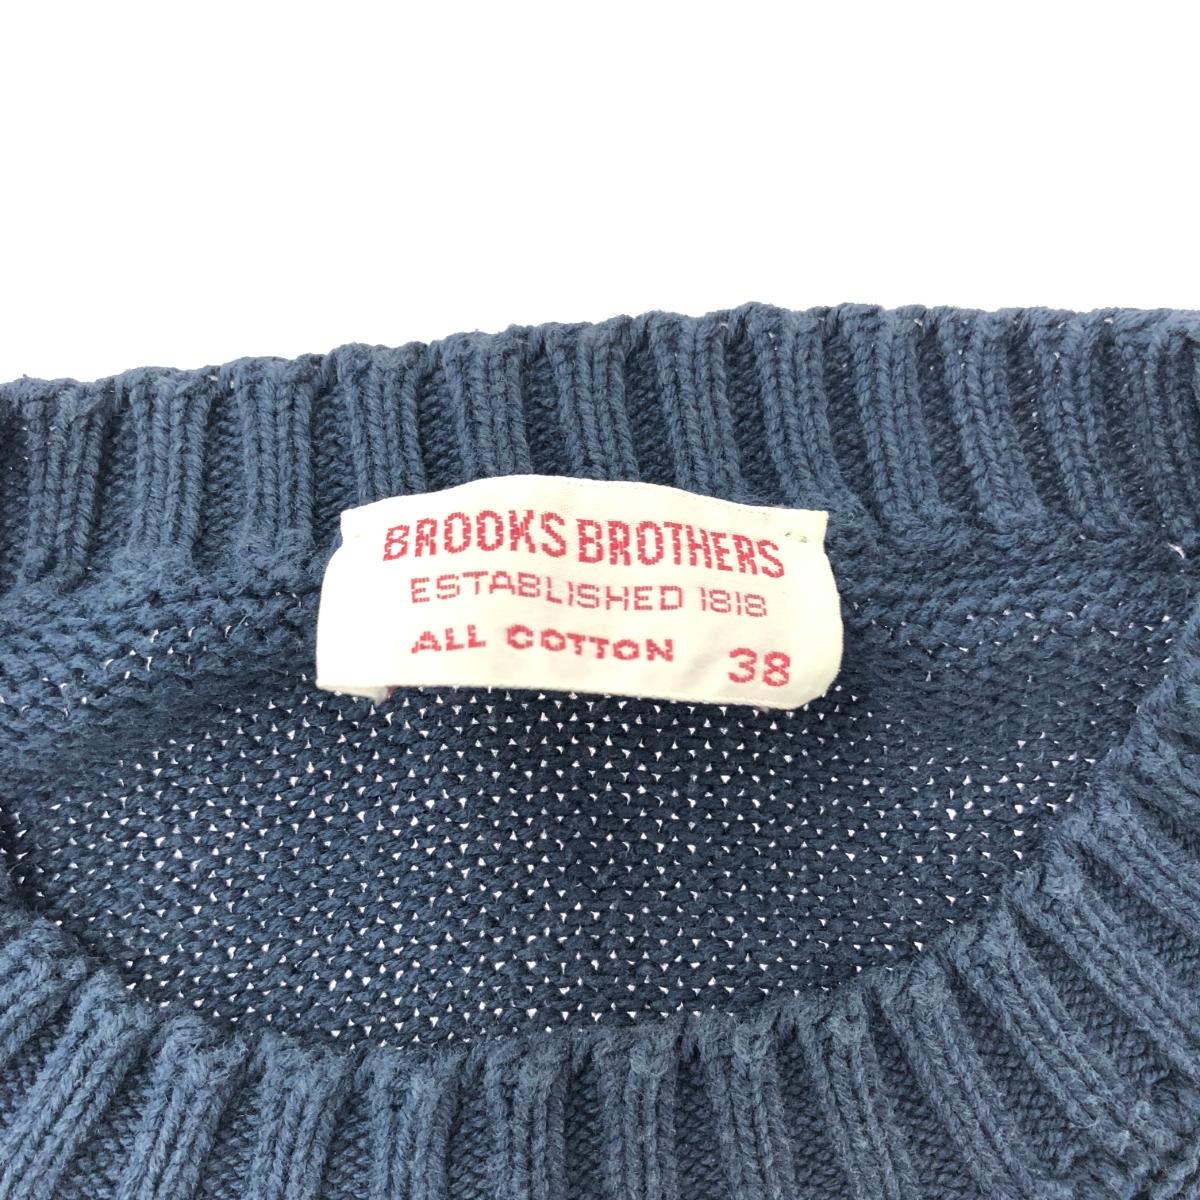 BROOKS BROTHERS
ESTABLISHED 1818
ALL COTTON 38